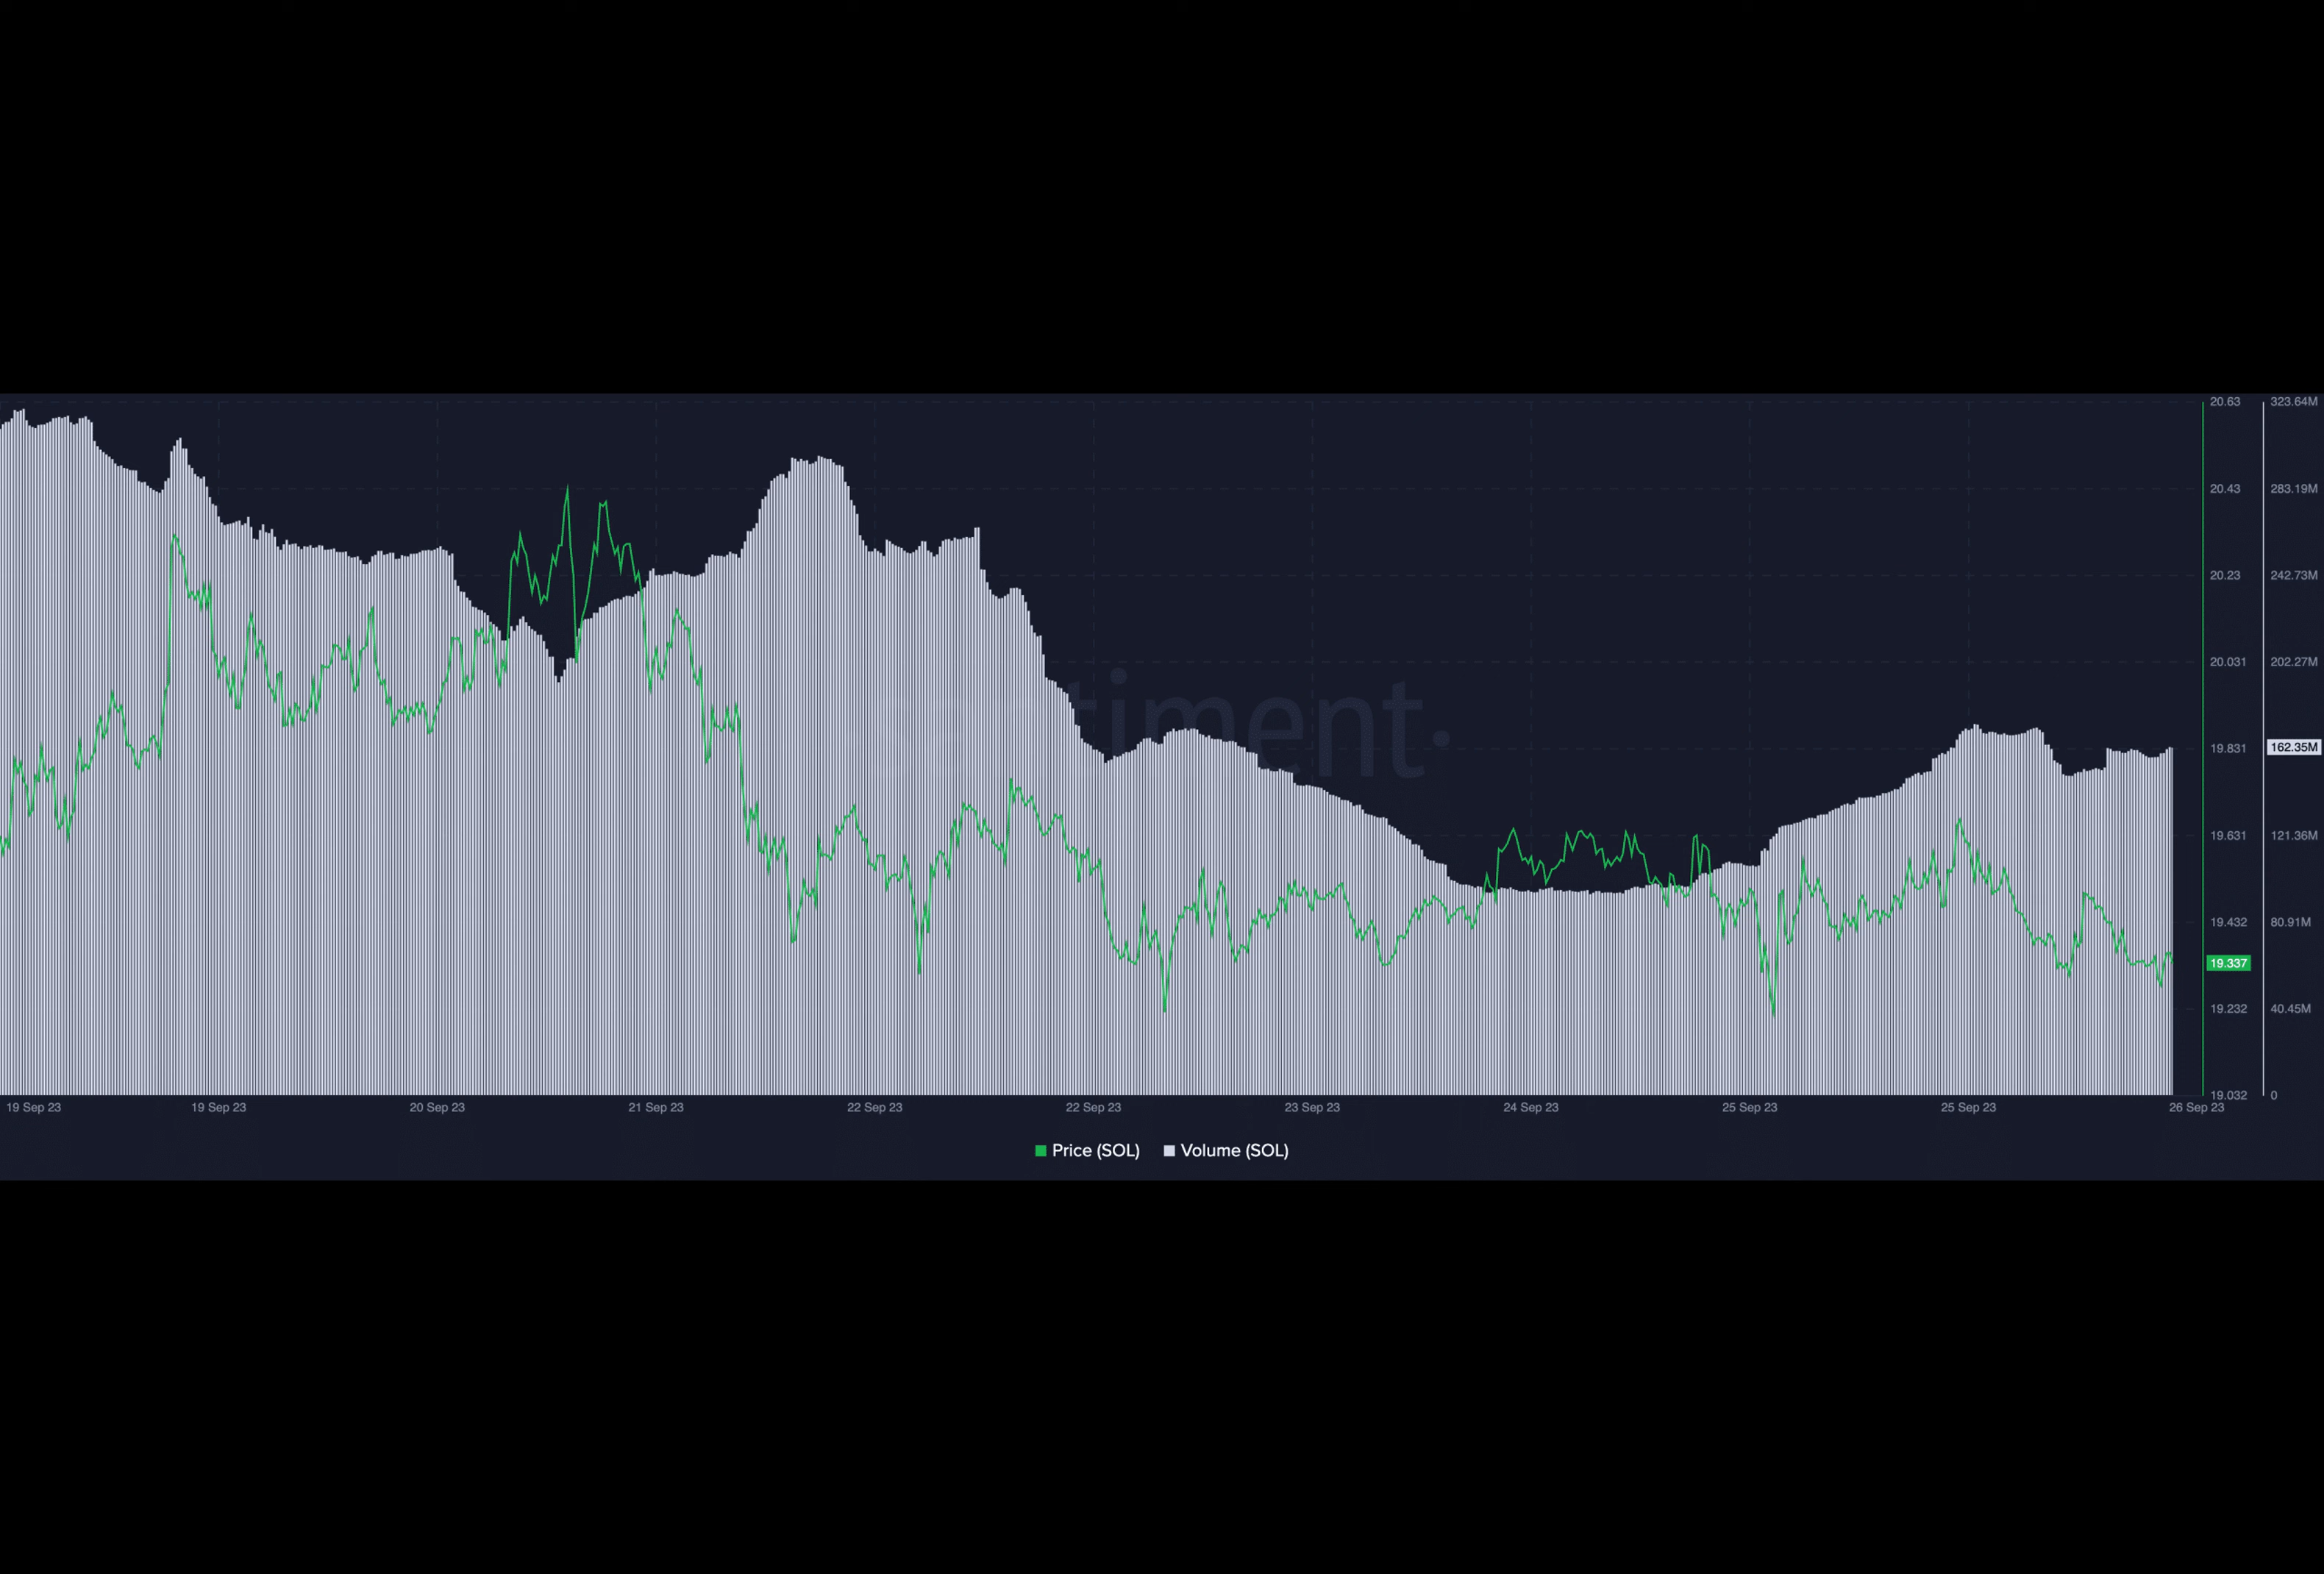 santiment.
20.63 323.64M
20.43 283.19M
20.23 242.73M
20.031 202.27M
19.831 162.35M
19.631 121.36M
19.432 80.91M
19.337
19.232 40.45M
19.032 0
19 Sep 23 19 Sep 23 20 Sep 23 21 Sep 23 22 Sep 23 22 Sep 23 23 Sep 23 24 Sep 23 25 Sep 23 25 Sep 23 26 Sep 23
Price (SOL) Volume (SOL)